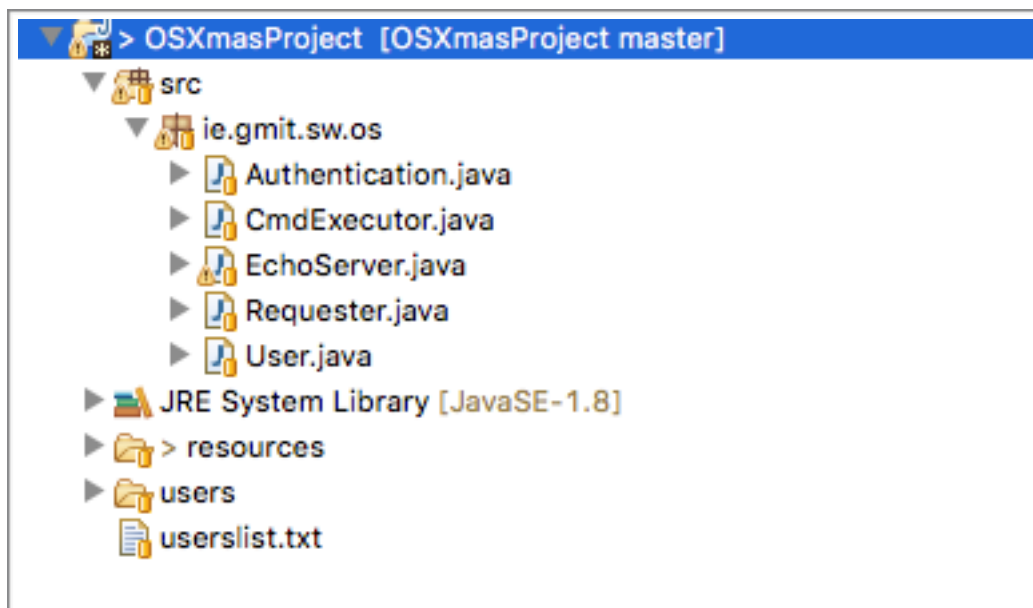 > OSXmasProject [OSXmasProject master]
src
ie.gmit.sw.os
Authentication.java
CmdExecutor.java
EchoServer.java
Requester.java
User.java
JRE System Library [JavaSE-1.8]
> resources
users
userslist.txt